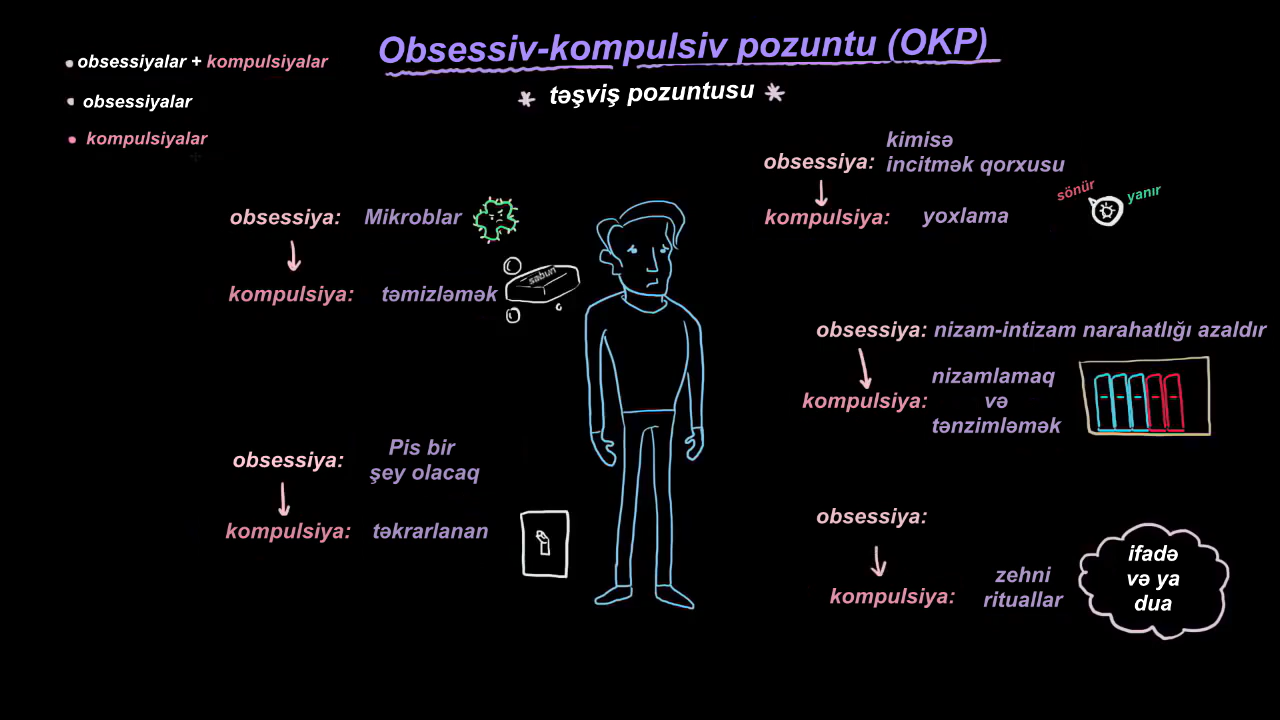 Obsessiv-kompulsiv pozuntu (OKP)
* təşviş pozuntusu *
• obsessiyalar + kompulsiyalar
• obsessiyalar
• kompulsiyalar
obsessiya: Mikroblar
kompulsiya: təmizləmək
sabun
obsessiya: Pis bir
şey olacaq
kompulsiya: təkrarlanan
obsessiya: kimisə
incitmək qorxusu
kompulsiya: yoxlama
sönür
yanır
obsessiya: nizam-intizam narahatlığı azaldır
kompulsiya: nizamlamaq
və
tənzimləmək
obsessiya:
kompulsiya: zehni
rituallar
ifadə
və ya
dua